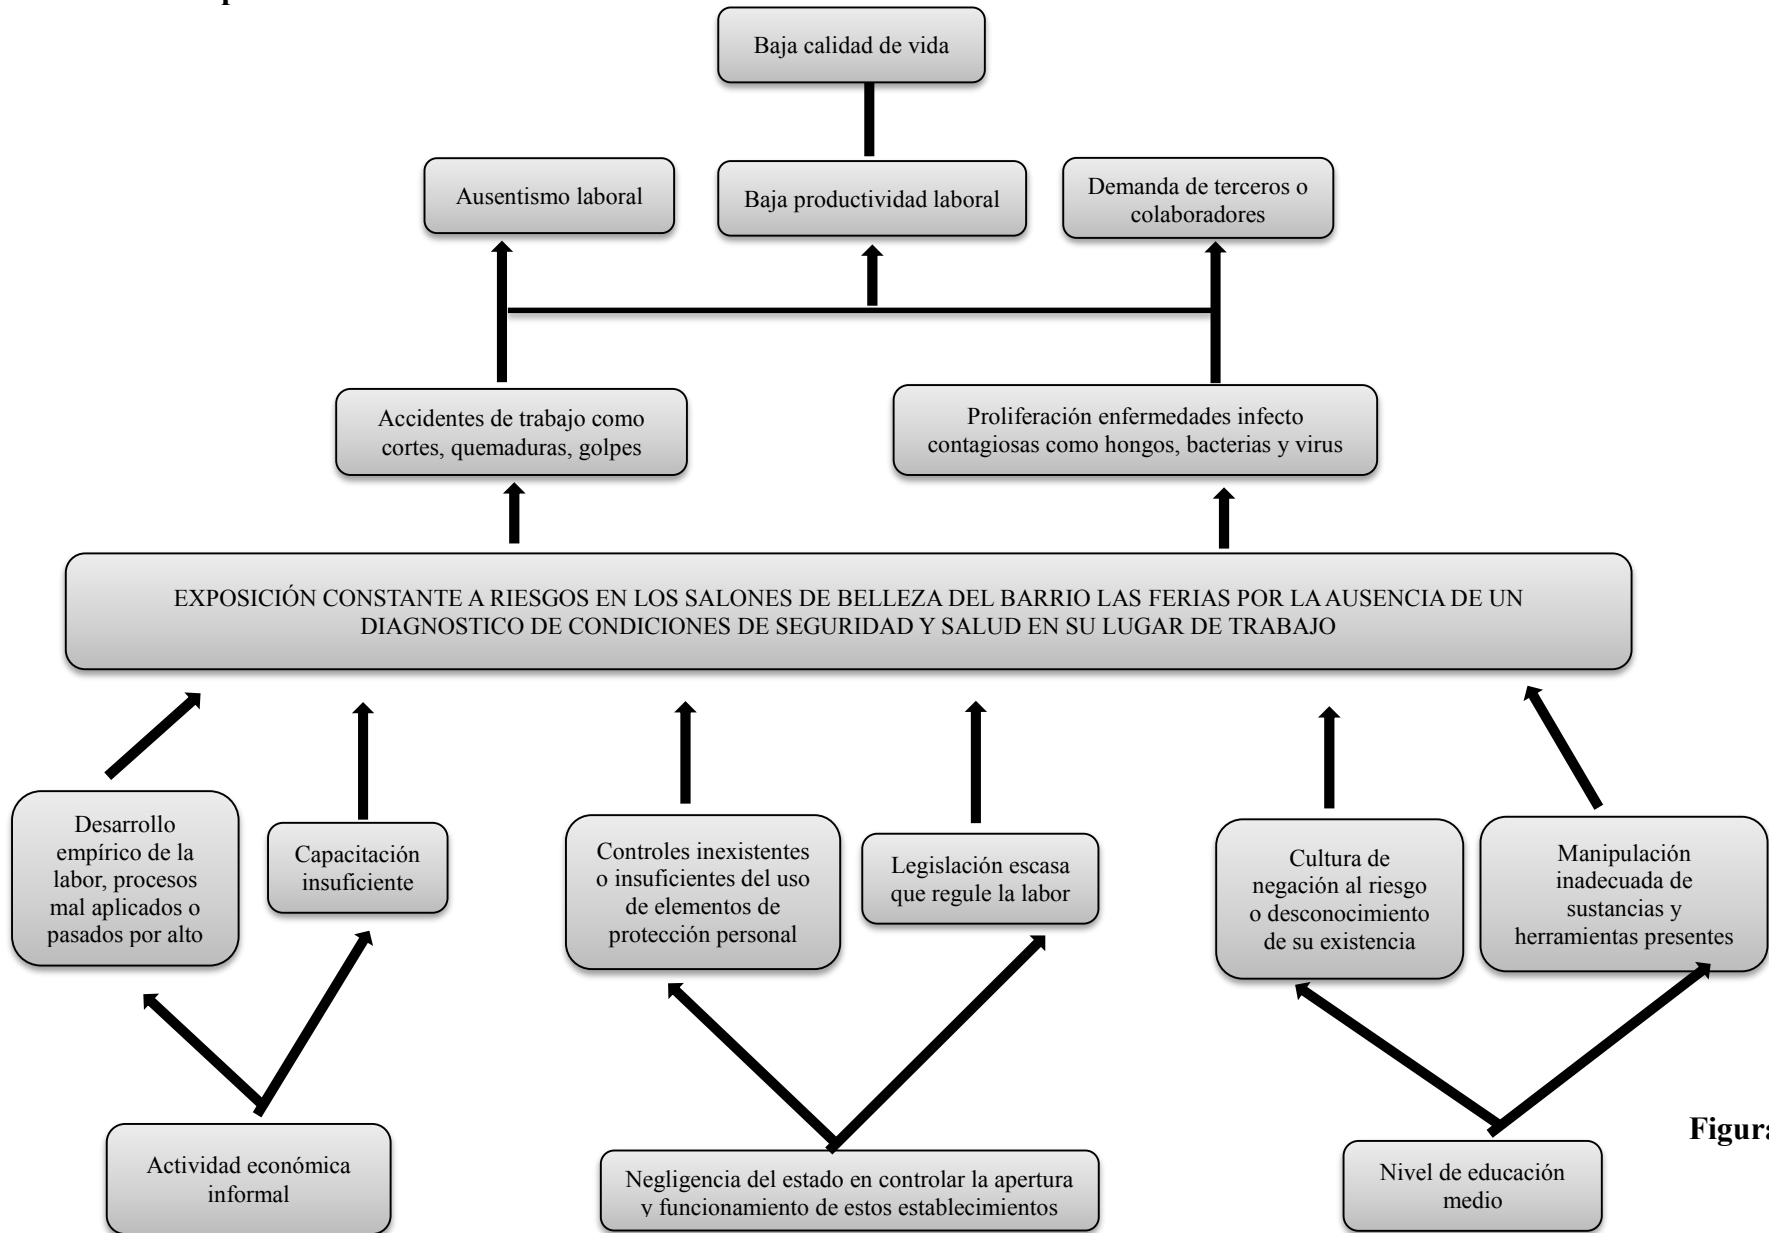 Baja calidad de vida
Ausentismo laboral
Baja productividad laboral
Demanda de terceros o
colaboradores
Accidentes de trabajo como
cortes, quemaduras, golpes
Proliferación enfermedades infecto
contagiosas como hongos, bacterias y virus
EXPOSICIÓN CONSTANTE A RIESGOS EN LOS SALONES DE BELLEZA DEL BARRIO LAS FERIAS POR LA AUSENCIA DE UN
DIAGNOSTICO DE CONDICIONES DE SEGURIDAD Y SALUD EN SU LUGAR DE TRABAJO
Desarrollo
empírico de la
labor, procesos
mal aplicados o
pasados por alto
Capacitación
insuficiente
Controles inexistentes
o insuficientes del uso
de elementos de
protección personal
Legislación escasa
que regule la labor
Cultura de
negación al riesgo
o desconocimiento
de su existencia
Manipulación
inadecuada de
sustancias y
herramientas presentes
Actividad económica
informal
Negligencia del estado en controlar la apertura
y funcionamiento de estos establecimientos
Nivel de educación
medio
Figura